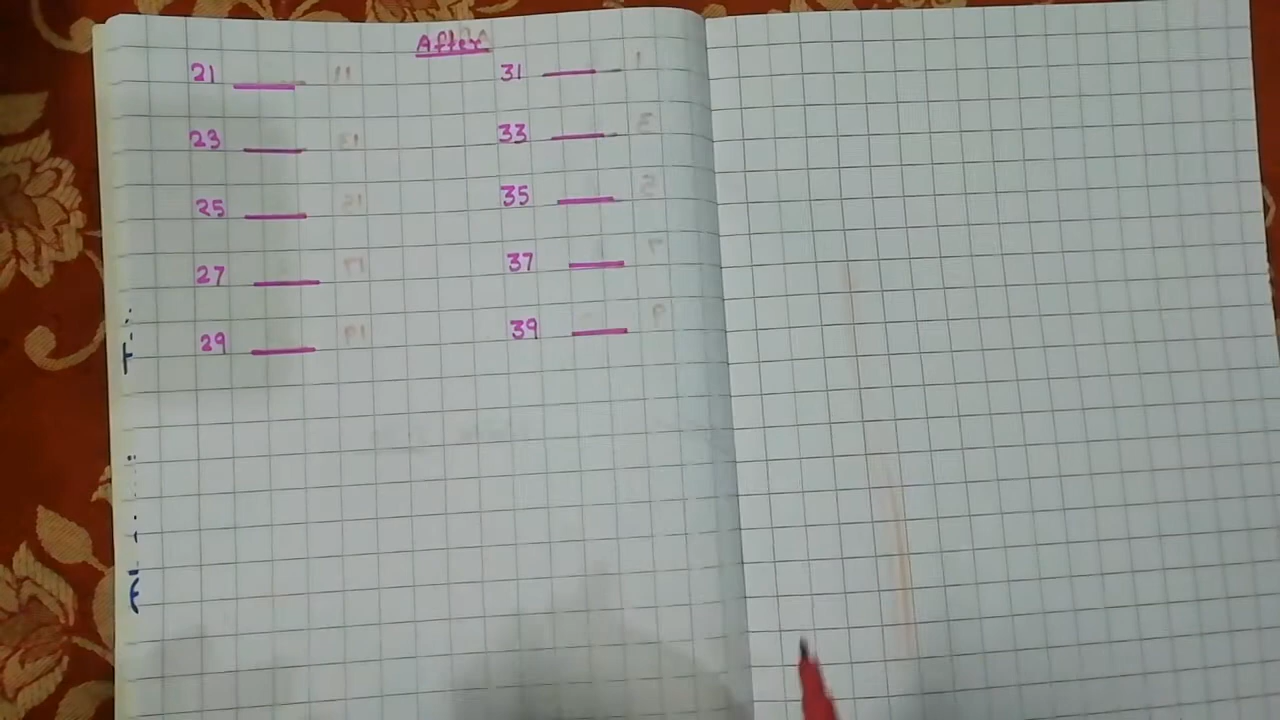 After
21 ____ 31 ____
23 ____ 33 ____
25 ____ 35 ____
27 ____ 37 ____
29 ____ 39 ____